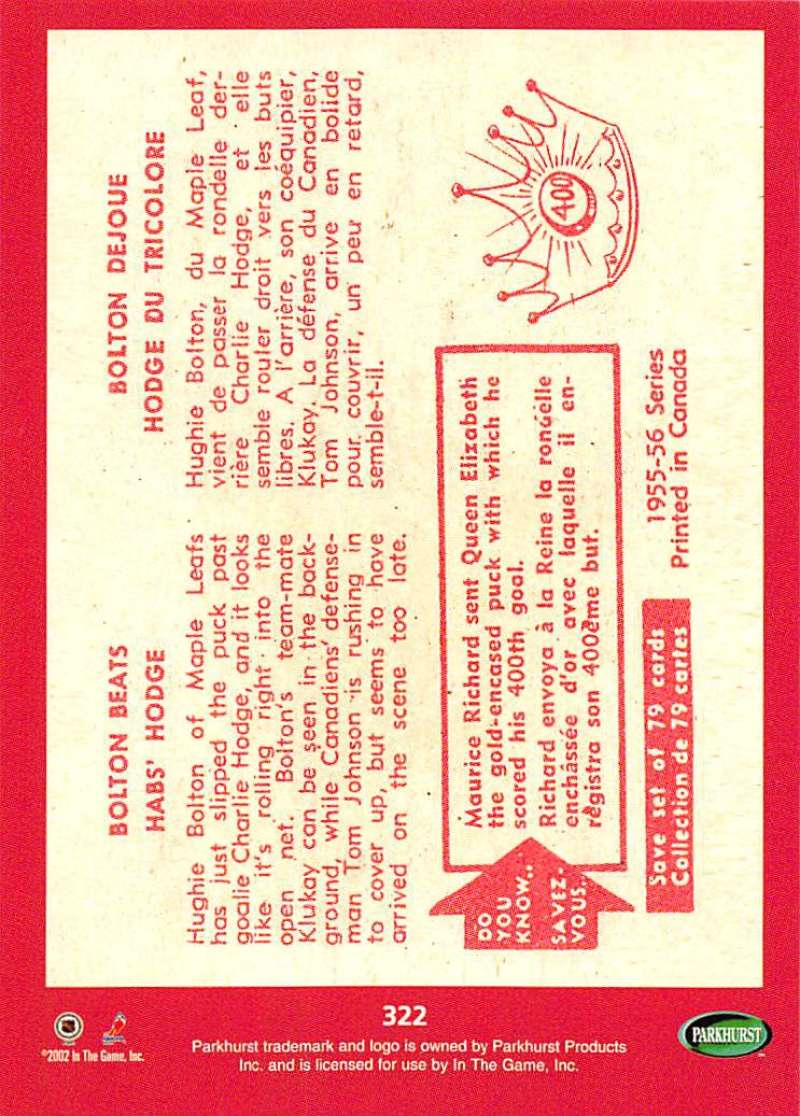 BOLTON BEATS
HABS' HODGE
Hughie Bolton of Maple Leafs
has just slipped the puck past
goalie Charlie Hodge, and it looks
like it's rolling right into the
open net. Bolton's team-mate
Klukay can be seen in the back-
ground, while Canadiens' defense-
man Tom Johnson is rushing in
to cover up, but seems to have
arrived on the scene too late.
BOLTON DEJOUE
HODGE DU TRICOLORE
Hughie Bolton, du Maple Leaf,
vient de passer la rondelle der-
rière Charlie Hodge, et elle
semble rouler droit vers les buts
libres. A l'arrière, son coéquipier,
Klukay. La défense du Canadien,
Tom Johnson, arrive en bolide
pour couvrir, un peu en retard,
semble-t-il.
DO
YOU
KNOW..
SAVEZ-
VOUS..
Maurice Richard sent Queen Elizabeth
the gold-encased puck with which he
scored his 400th goal.
Richard envoya à la Reine la rondelle
enchâssée d'or avec laquelle il en-
régistra son 400ème but.
400
Save set of 79 cards
Collection de 79 cartes
1955-56 Series
Printed in Canada
322
©2002 In The Game, Inc.
Parkhurst trademark and logo is owned by Parkhurst Products
Inc. and is licensed for use by In The Game, Inc.
PARKHURST